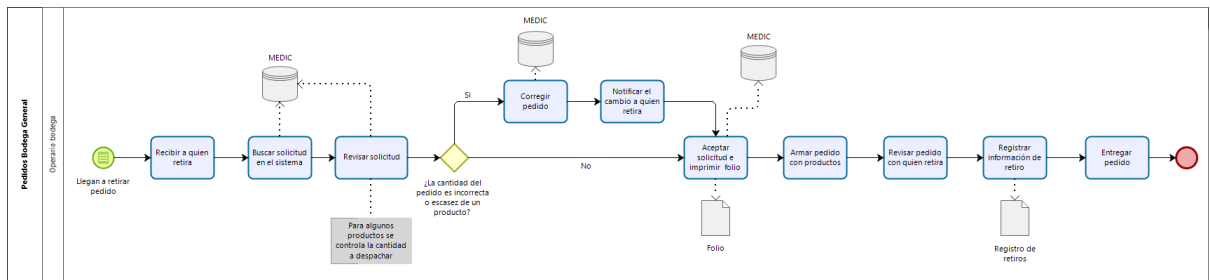 Pedidos Bodega General
Operario bodega
Llegan a retirar
pedido
Recibir a quien
retira
MEDIC
Buscar solicitud
en el sistema
Revisar solicitud
Para algunos
productos se
controla la cantidad
a despachar
¿La cantidad del
pedido es incorrecta
o escasez de un
producto?
Si
No
MEDIC
Corregir
pedido
Notificar el
cambio a quien
retira
MEDIC
Aceptar
solicitud e
imprimir folio
Folio
Armar pedido
con productos
Revisar pedido
con quien retira
Registrar
información de
retiro
Registro de
retiros
Entregar
pedido